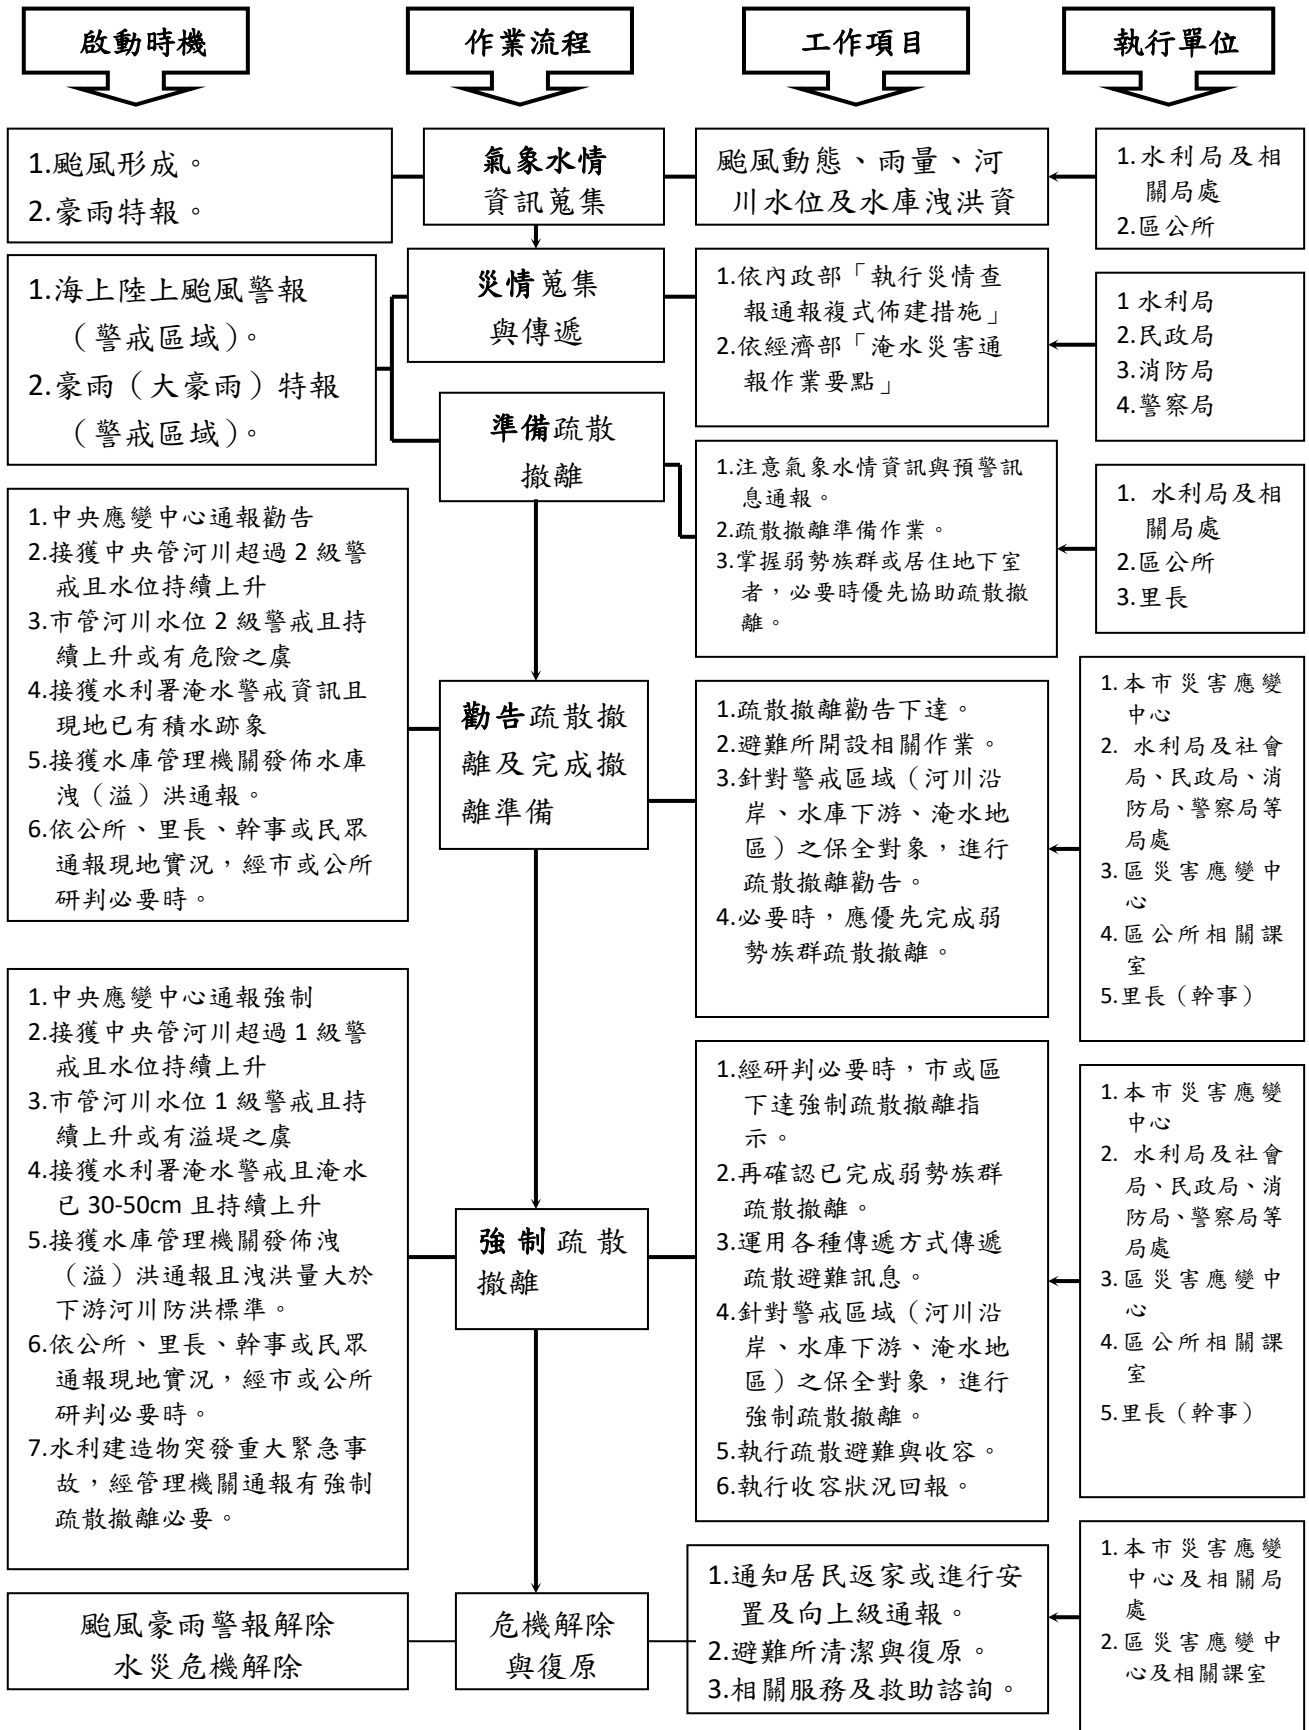 啟動時機
作業流程
工作項目
執行單位
1.颱風形成。
2.豪雨特報。
氣象水情
資訊蒐集
颱風動態、雨量、河
川水位及水庫洩洪資
1.水利局及相
關局處
2.區公所
1.海上陸上颱風警報
（警戒區域）。
2.豪雨（大豪雨）特報
（警戒區域）。
災情蒐集
與傳遞
1.依內政部「執行災情查
報通報複式佈建措施」
2.依經濟部「淹水災害通
報作業要點」
1 水利局
2.民政局
3.消防局
4.警察局
準備疏散
撤離
1.注意氣象水情資訊與預警訊
息通報。
2.疏散撤離準備作業。
3.掌握弱勢族群或居住地下室
者，必要時優先協助疏散撤
離。
1. 水利局及相
關局處
2.區公所
3.里長
1.中央應變中心通報勸告
2.接獲中央管河川超過 2 級警
戒且水位持續上升
3.市管河川水位 2 級警戒且持
續上升或有危險之虞
4.接獲水利署淹水警戒資訊且
現地已有積水跡象
5.接獲水庫管理機關發佈水庫
洩（溢）洪通報。
6.依公所、里長、幹事或民眾
通報現地實況，經市或公所
研判必要時。
勸告疏散撤
離及完成撤
離準備
1.疏散撤離勸告下達。
2.避難所開設相關作業。
3.針對警戒區域（河川沿
岸、水庫下游、淹水地
區）之保全對象，進行
疏散撤離勸告。
4.必要時，應優先完成弱
勢族群疏散撤離。
1.本市災害應變
中心
2. 水利局及社會
局、民政局、消
防局、警察局等
局處
3.區災害應變中
心
4.區公所相關課
室
5.里長（幹事）
1.中央應變中心通報強制
2.接獲中央管河川超過 1 級警
戒且水位持續上升
3.市管河川水位 1 級警戒且持
續上升或有溢堤之虞
4.接獲水利署淹水警戒且淹水
已 30-50cm 且持續上升
5.接獲水庫管理機關發佈洩
（溢）洪通報且洩洪量大於
下游河川防洪標準。
6.依公所、里長、幹事或民眾
通報現地實況，經市或公所
研判必要時。
7.水利建造物突發重大緊急事
故，經管理機關通報有強制
疏散撤離必要。
強制疏散
撤離
1.經研判必要時，市或區
下達強制疏散撤離指
示。
2.再確認已完成弱勢族群
疏散撤離。
3.運用各種傳遞方式傳遞
疏散避難訊息。
4.針對警戒區域（河川沿
岸、水庫下游、淹水地
區）之保全對象，進行
強制疏散撤離。
5.執行疏散避難與收容。
6.執行收容狀況回報。
1.本市災害應變
中心
2. 水利局及社會
局、民政局、消
防局、警察局等
局處
3.區災害應變中
心
4.區公所相關課
室
5.里長（幹事）
颱風豪雨警報解除
水災危機解除
危機解除
與復原
1.通知居民返家或進行安
置及向上級通報。
2.避難所清潔與復原。
3.相關服務及救助諮詢。
1.本市災害應變
中心及相關局
處
2.區災害應變中
心及相關課室